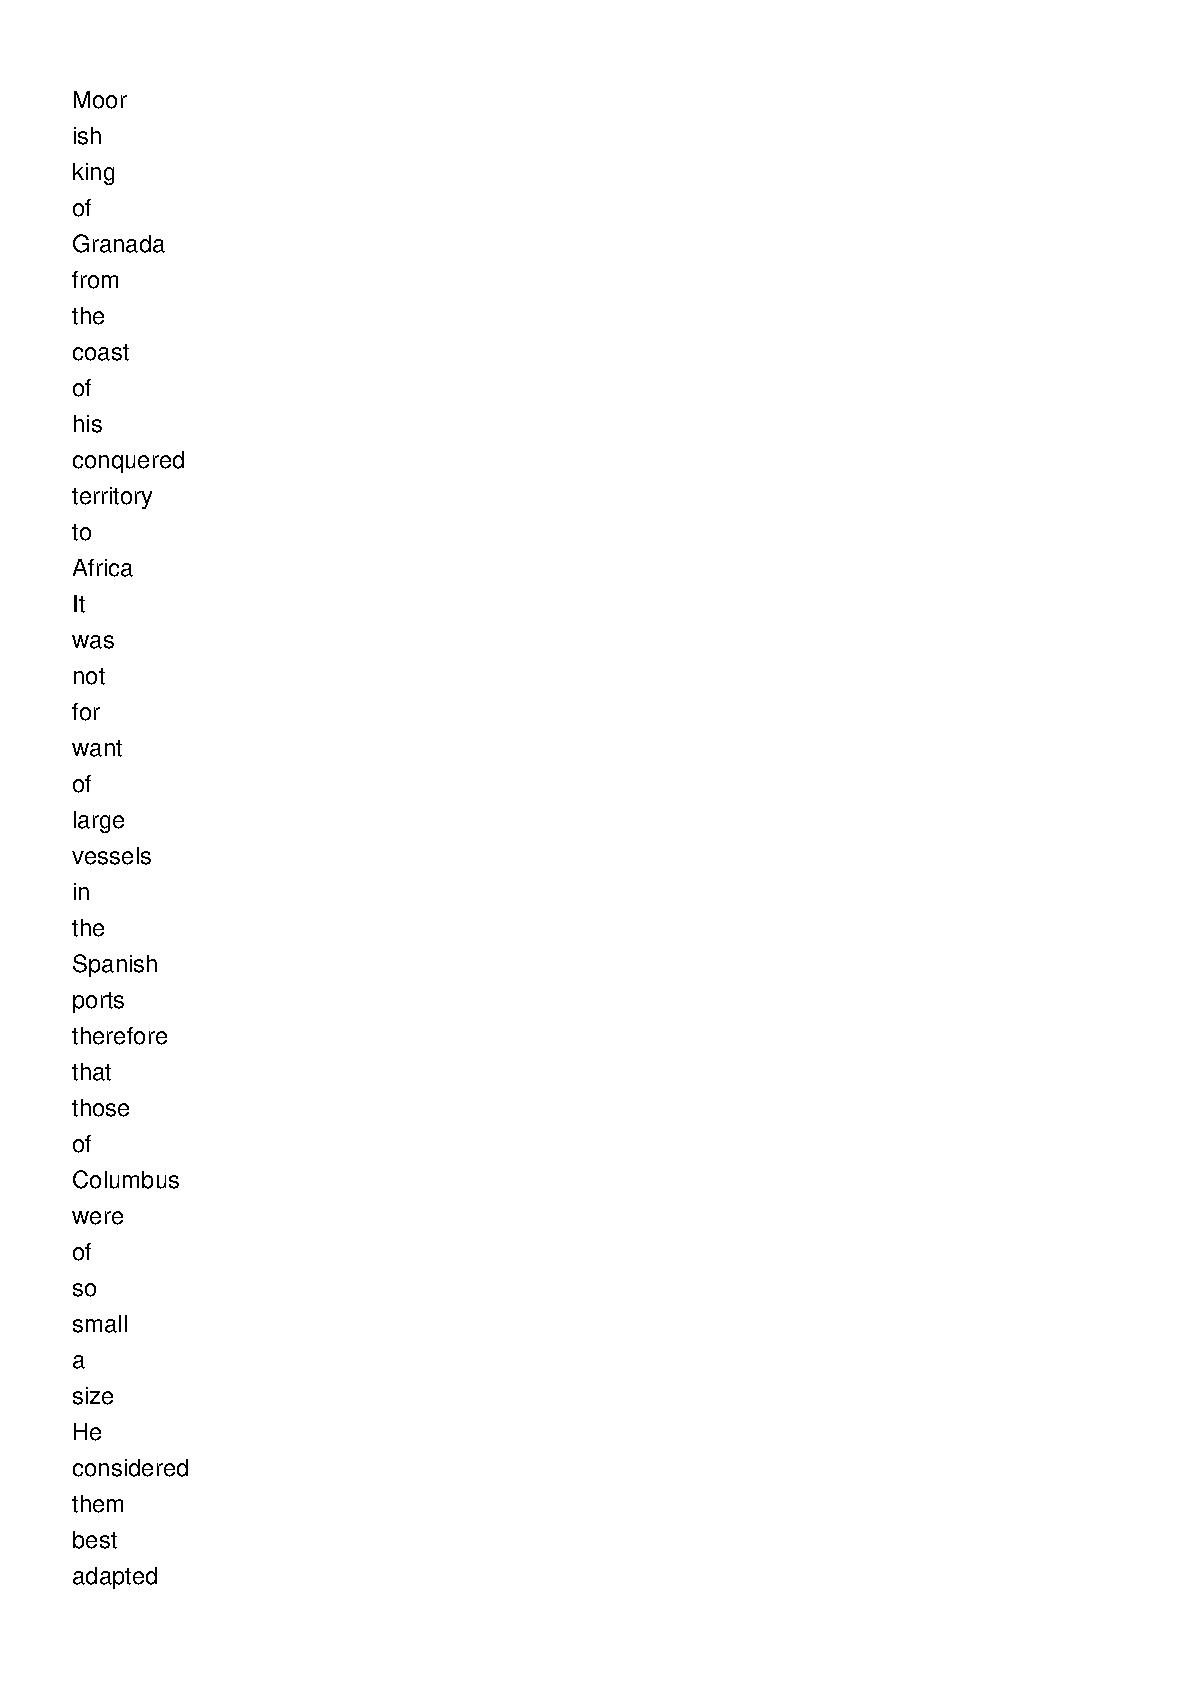 Moor
ish
king
of
Granada
from
the
coast
of
his
conquered
territory
to
Africa
It
was
not
for
want
of
large
vessels
in
the
Spanish
ports
therefore
that
those
of
Columbus
were
of
so
small
a
size
He
considered
them
best
adapted